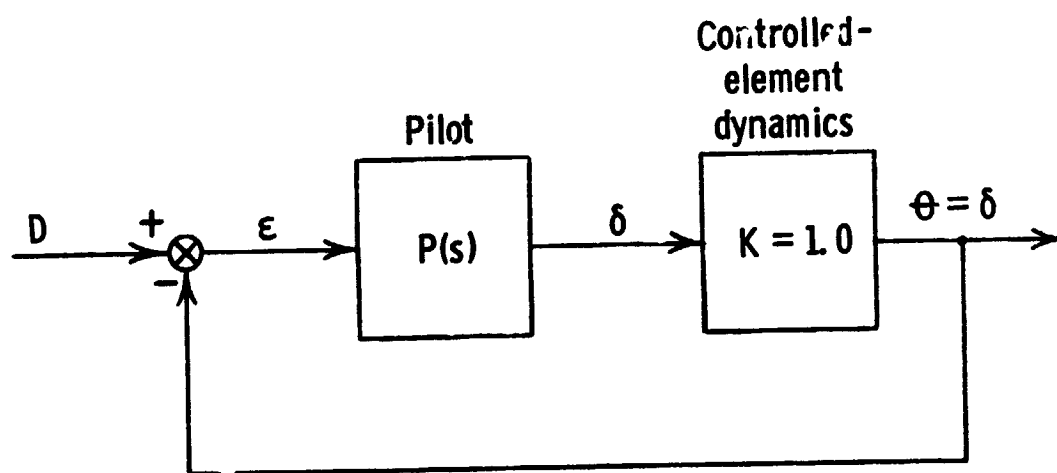 Controlled-
element
dynamics
Pilot
D
+
-
ε
P(s)
δ
K = 1.0
θ = δ